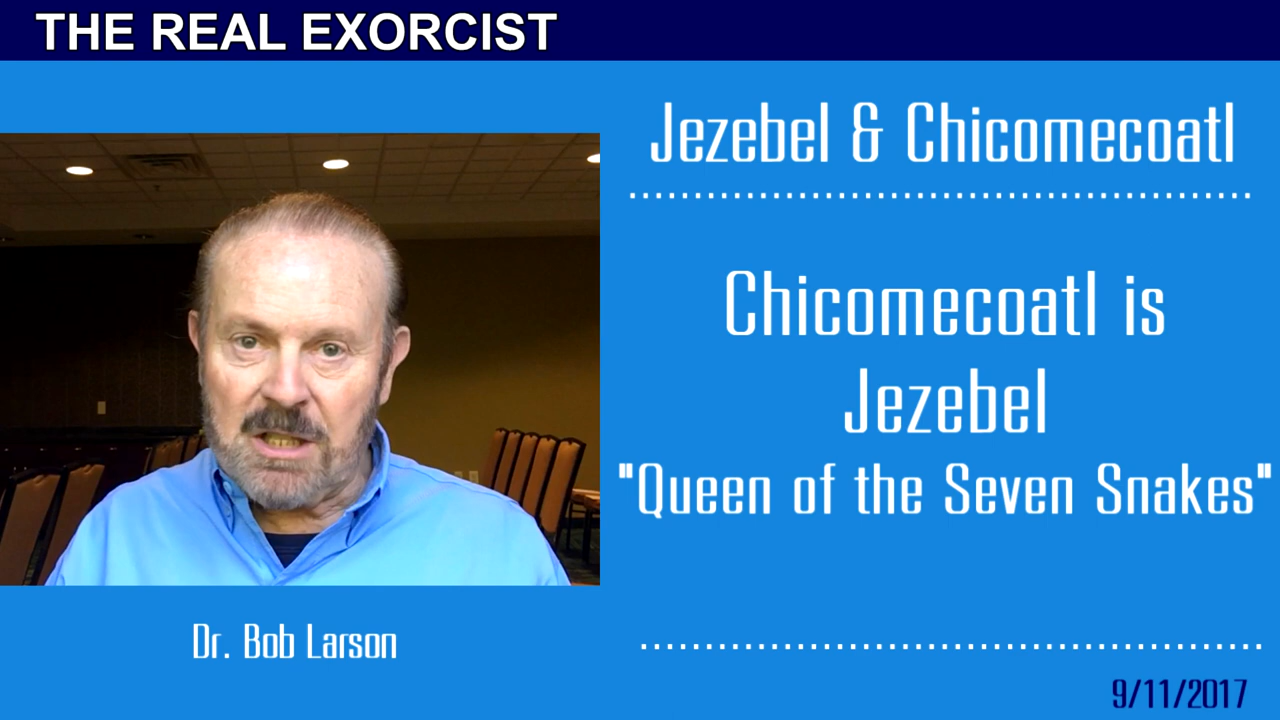 THE REAL EXORCIST
Jezebel & Chicomecoatl
Chicomecoatl is
Jezebel
"Queen of the Seven Snakes"
Dr. Bob Larson
9/11/2017